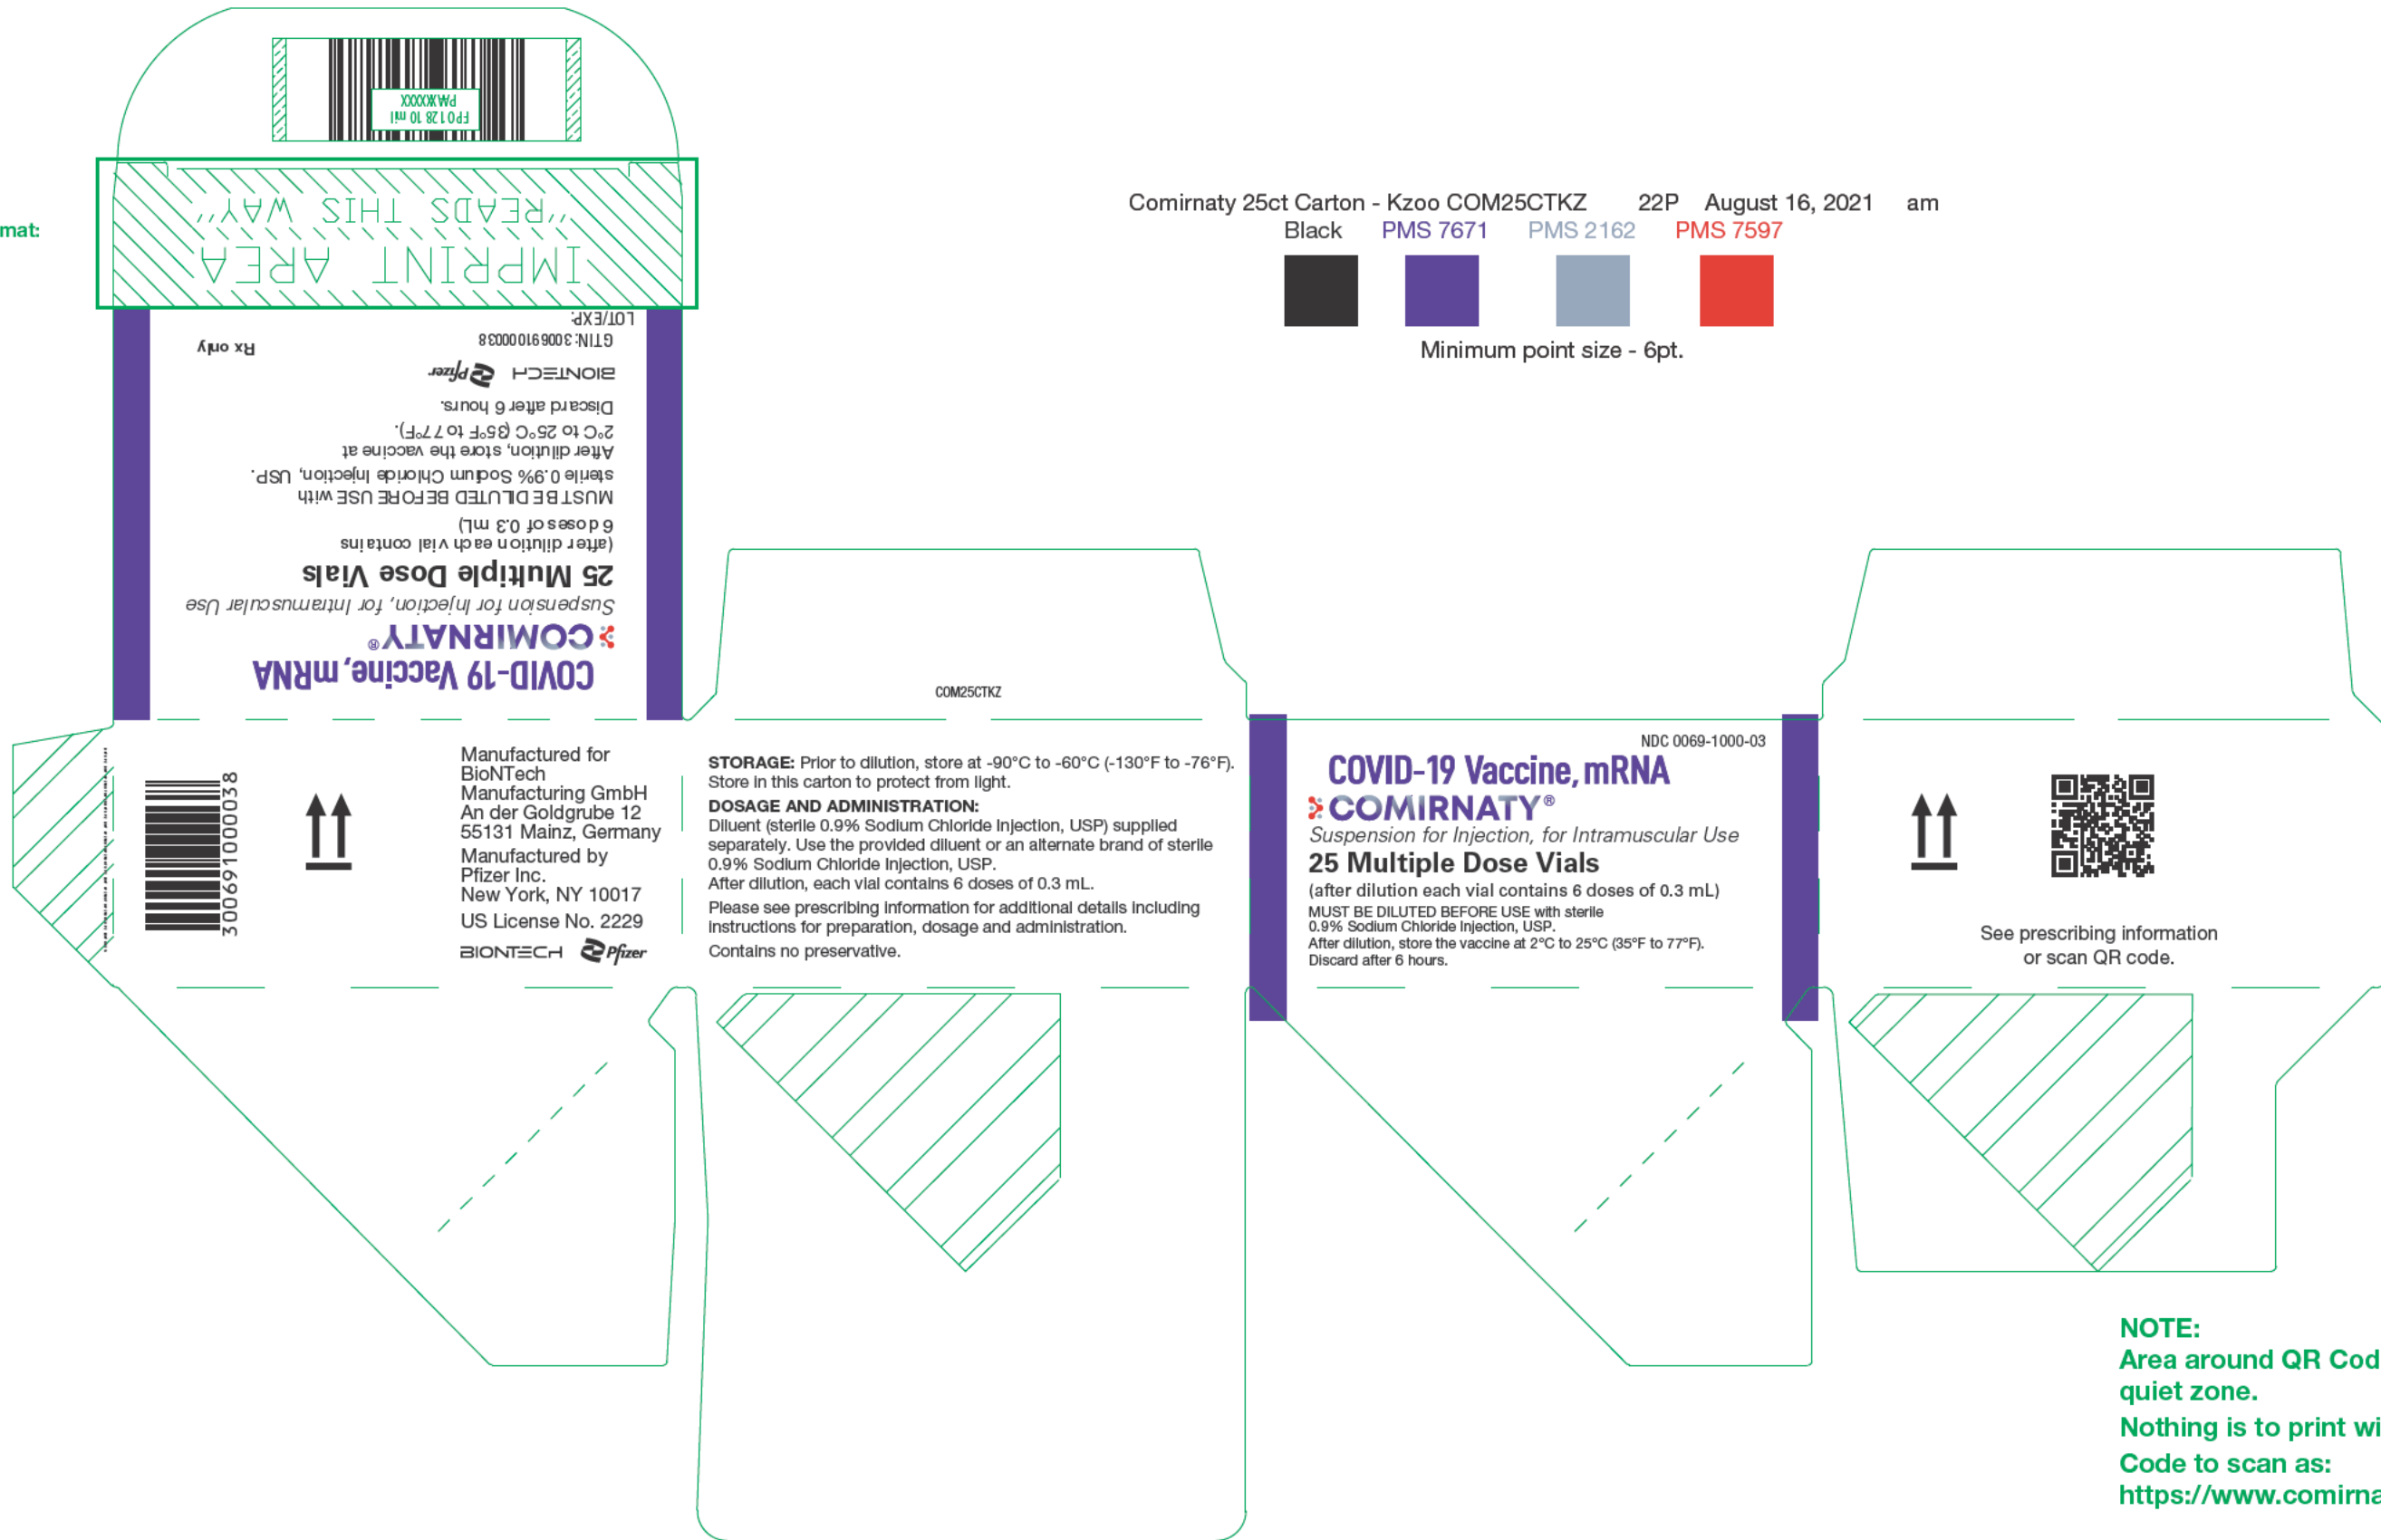 mat:
FPO 128 10 mil
PAAXXXXXX
IMPRINT AREA
"READS THIS WAY"
COVID-19 Vaccine, mRNA
COMIRNATY®
Suspension for Injection, for Intramuscular Use
25 Multiple Dose Vials
(after dilution each vial contains
6 doses of 0.3 mL)
MUST BE DILUTED BEFORE USE with
sterile 0.9% Sodium Chloride Injection, USP.
After dilution, store the vaccine at
2°C to 25°C (35°F to 77°F).
Discard after 6 hours.
BIONTECH Pfizer
GTIN: 300691000038
Rx only
LOT/EXP:
Comirnaty 25ct Carton - Kzoo COM25CTKZ 22P August 16, 2021 am
Black PMS 7671 PMS 2162 PMS 7597
Minimum point size - 6pt.
300691000038
Manufactured for
BioNTech
Manufacturing GmbH
An der Goldgrube 12
55131 Mainz, Germany
Manufactured by
Pfizer Inc.
New York, NY 10017
US License No. 2229
BIONTECH Pfizer
COM25CTKZ
STORAGE: Prior to dilution, store at -90°C to -60°C (-130°F to -76°F).
Store in this carton to protect from light.
DOSAGE AND ADMINISTRATION:
Diluent (sterile 0.9% Sodium Chloride Injection, USP) supplied
separately. Use the provided diluent or an alternate brand of sterile
0.9% Sodium Chloride Injection, USP.
After dilution, each vial contains 6 doses of 0.3 mL.
Please see prescribing information for additional details including
instructions for preparation, dosage and administration.
Contains no preservative.
NDC 0069-1000-03
COVID-19 Vaccine, mRNA
COMIRNATY®
Suspension for Injection, for Intramuscular Use
25 Multiple Dose Vials
(after dilution each vial contains 6 doses of 0.3 mL)
MUST BE DILUTED BEFORE USE with sterile
0.9% Sodium Chloride Injection, USP.
After dilution, store the vaccine at 2°C to 25°C (35°F to 77°F).
Discard after 6 hours.
See prescribing information
or scan QR code.
NOTE:
Area around QR Cod
quiet zone.
Nothing is to print wi
Code to scan as:
https://www.comirna